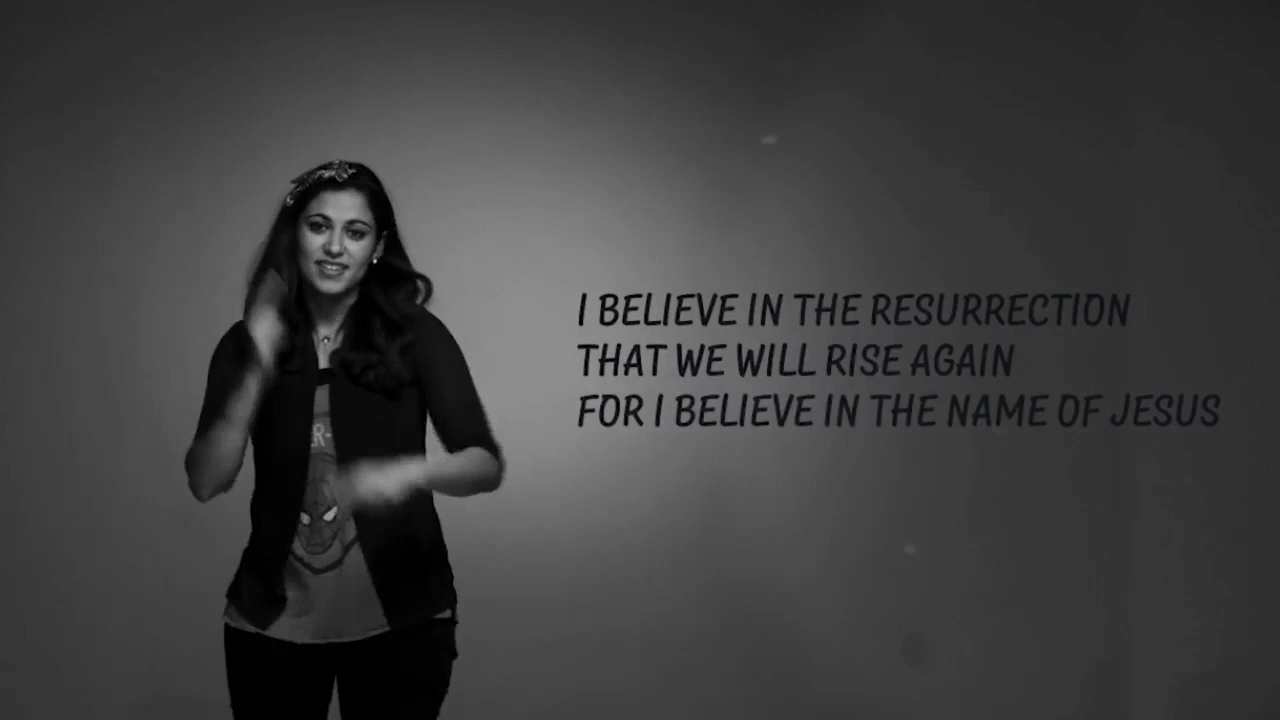 I BELIEVE IN THE RESURRECTION
THAT WE WILL RISE AGAIN
FOR I BELIEVE IN THE NAME OF JESUS